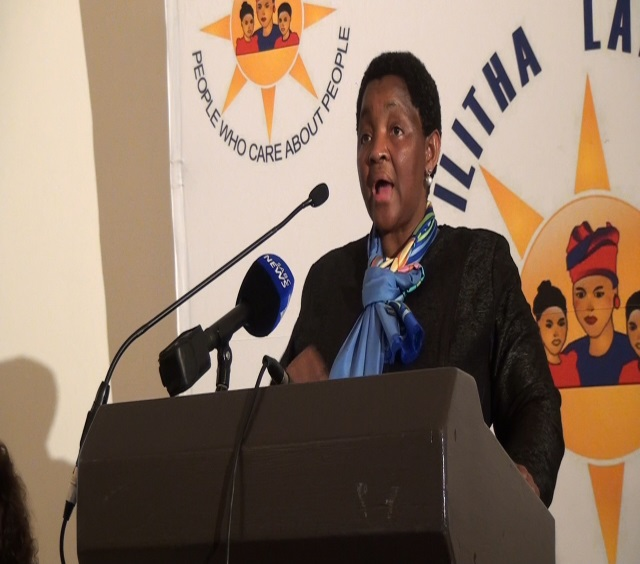 PEOPLE WHO CARE ABOUT PEOPLE
ILITHA LA
SABC
NEWS